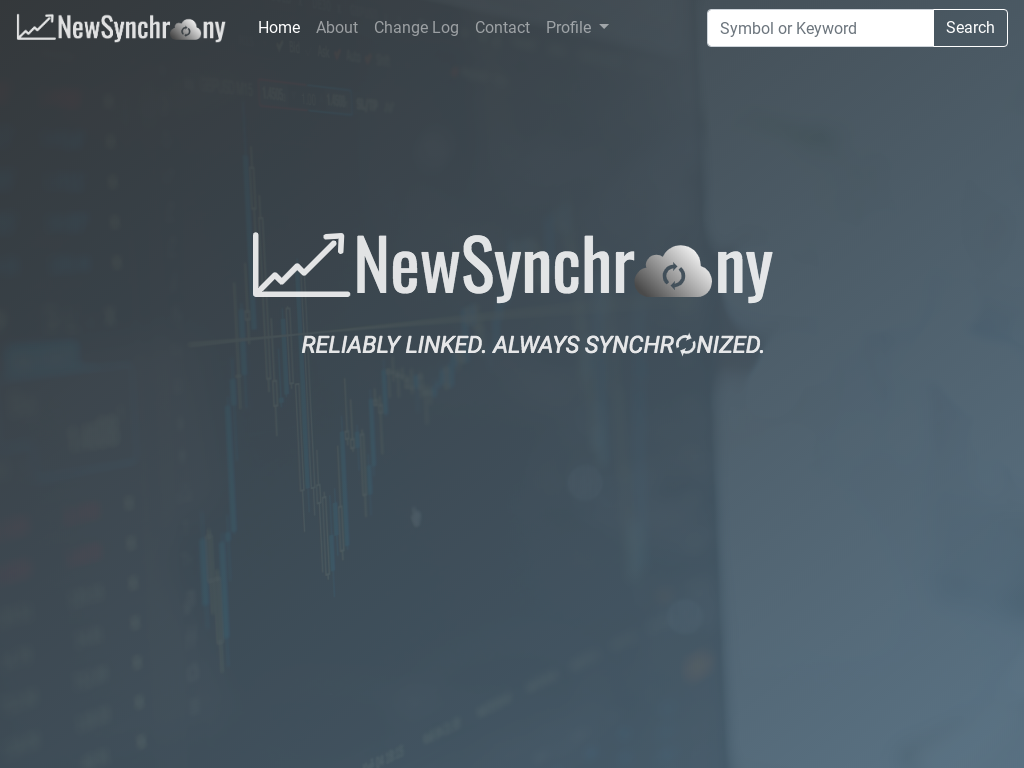 NewSynchrony
Home
About
Change Log
Contact
Profile
Symbol or Keyword
Search
NewSynchrony
RELIABLY LINKED. ALWAYS SYNCHRONIZED.